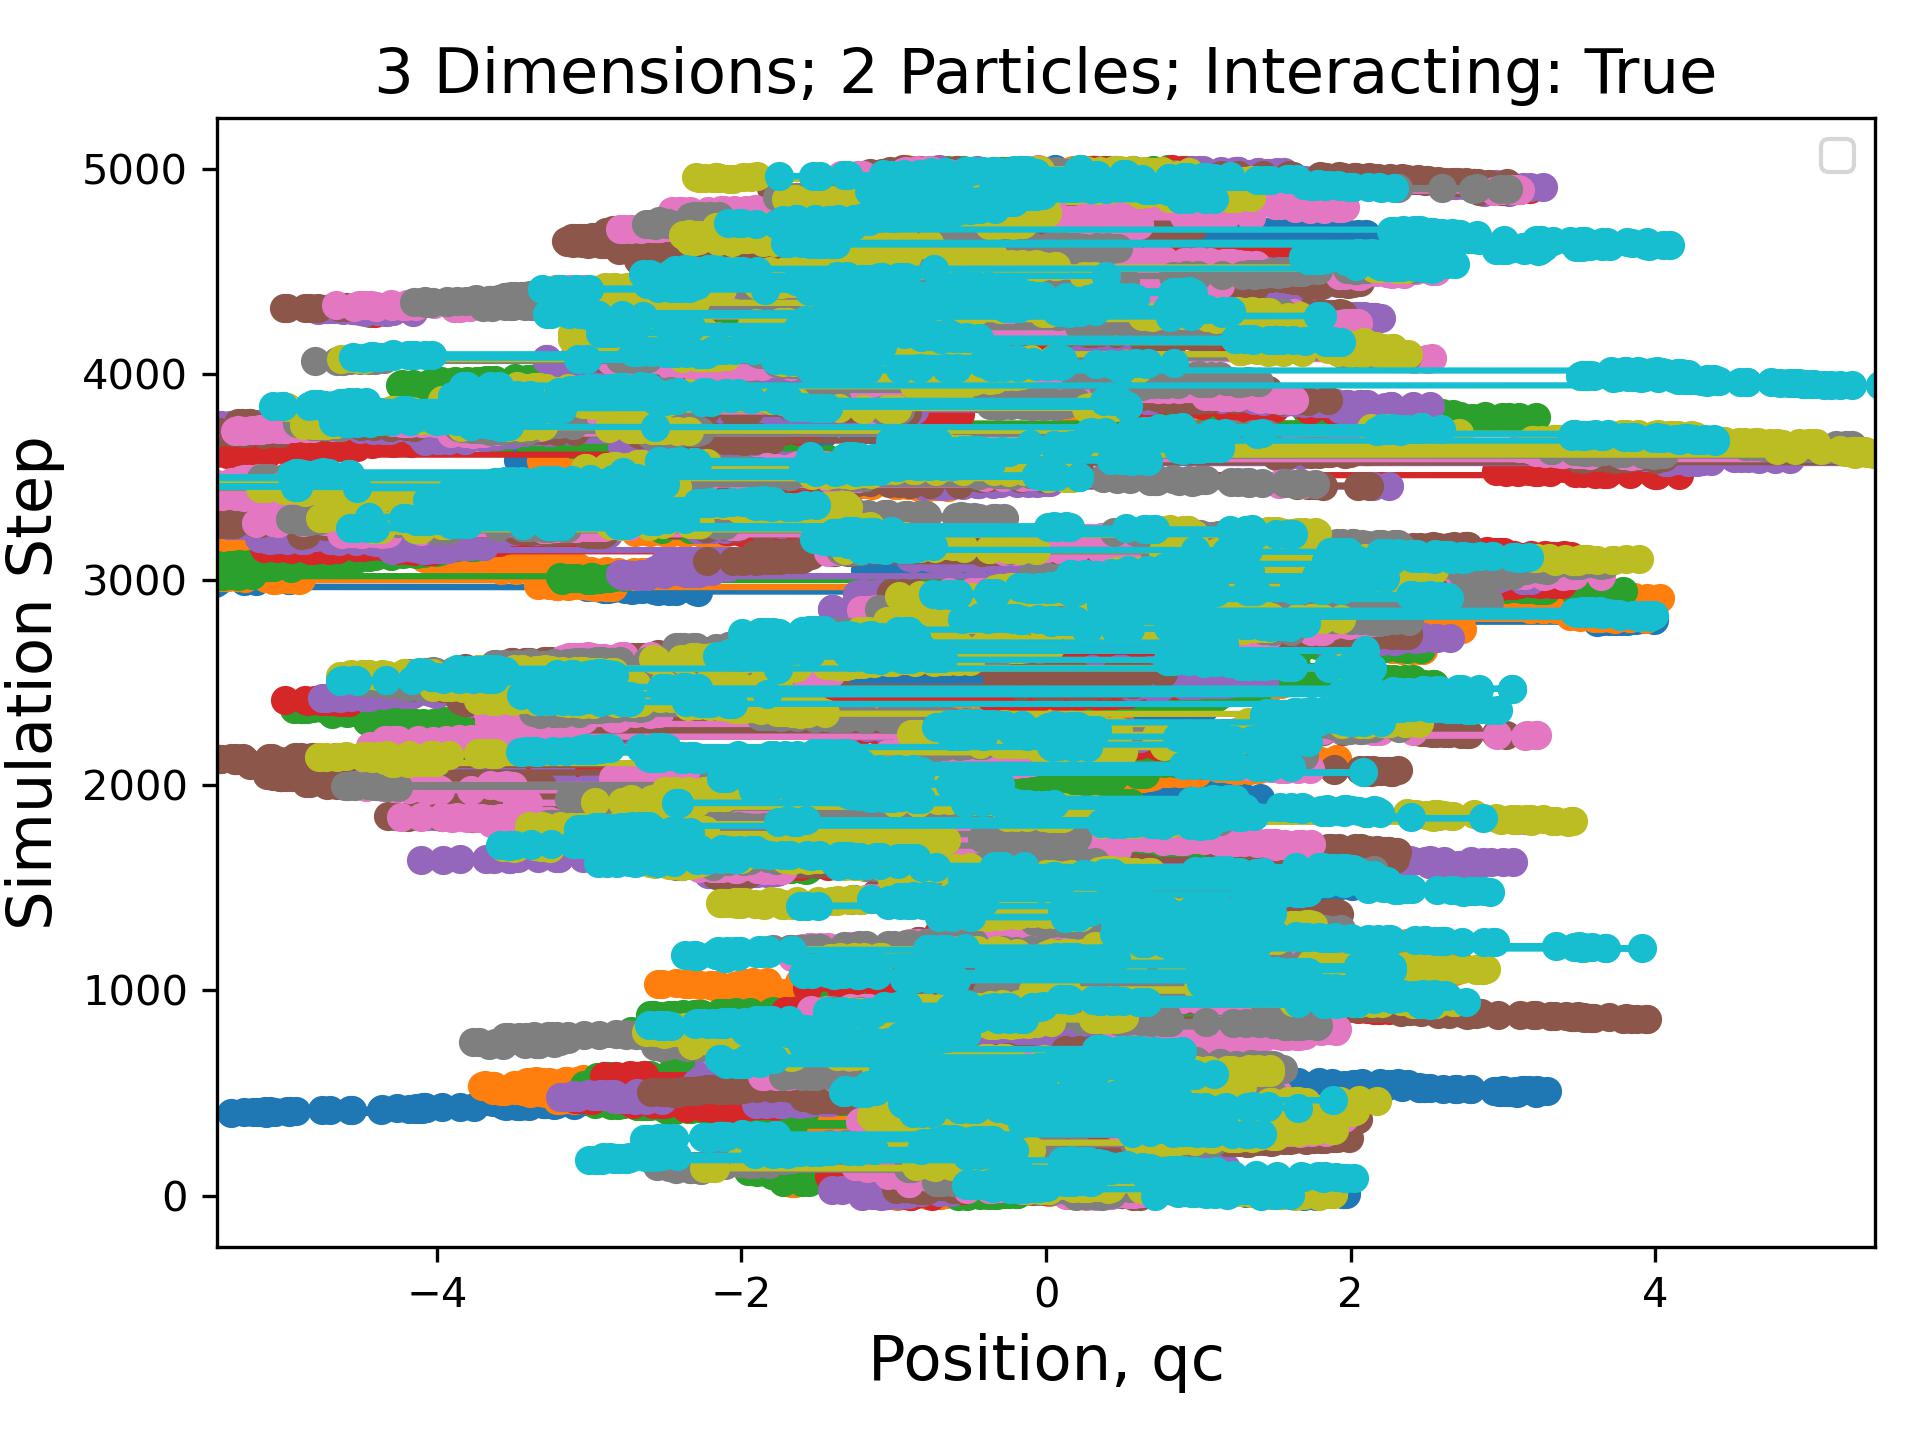 3 Dimensions; 2 Particles; Interacting: True
Simulation Step
5000
4000
3000
2000
1000
0
−4 −2 0 2 4
Position, qc